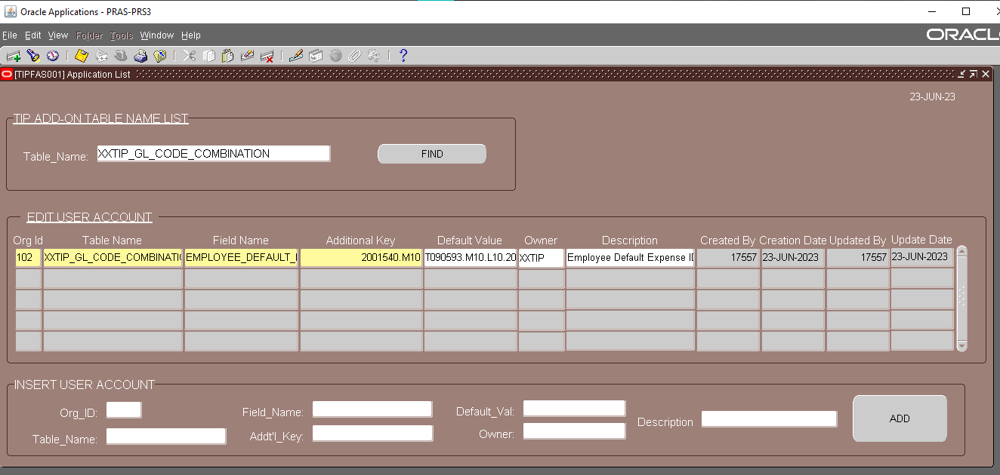 Oracle Applications - PRAS-PRS3
File Edit View Folder Tools Window Help
ORACL
[TIPFAS001] Application List
23-JUN-23
TIP ADD-ON TABLE NAME LIST
Table_Name: XXTIP_GL_CODE_COMBINATION FIND
EDIT USER ACCOUNT
Org Id Table Name Field Name Additional Key Default Value Owner Description Created By Creation Date Updated By Update Date
102 XXTIP_GL_CODE_COMBINATI EMPLOYEE_DEFAULT_ 2001540.M10 T090593.M10.L10.20 XXTIP Employee Default Expense I 17557 23-JUN-2023 17557 23-JUN-2023
INSERT USER ACCOUNT
Org_ID: Field_Name: Default_Val: Description ADD
Table_Name: Addt'l_Key: Owner: